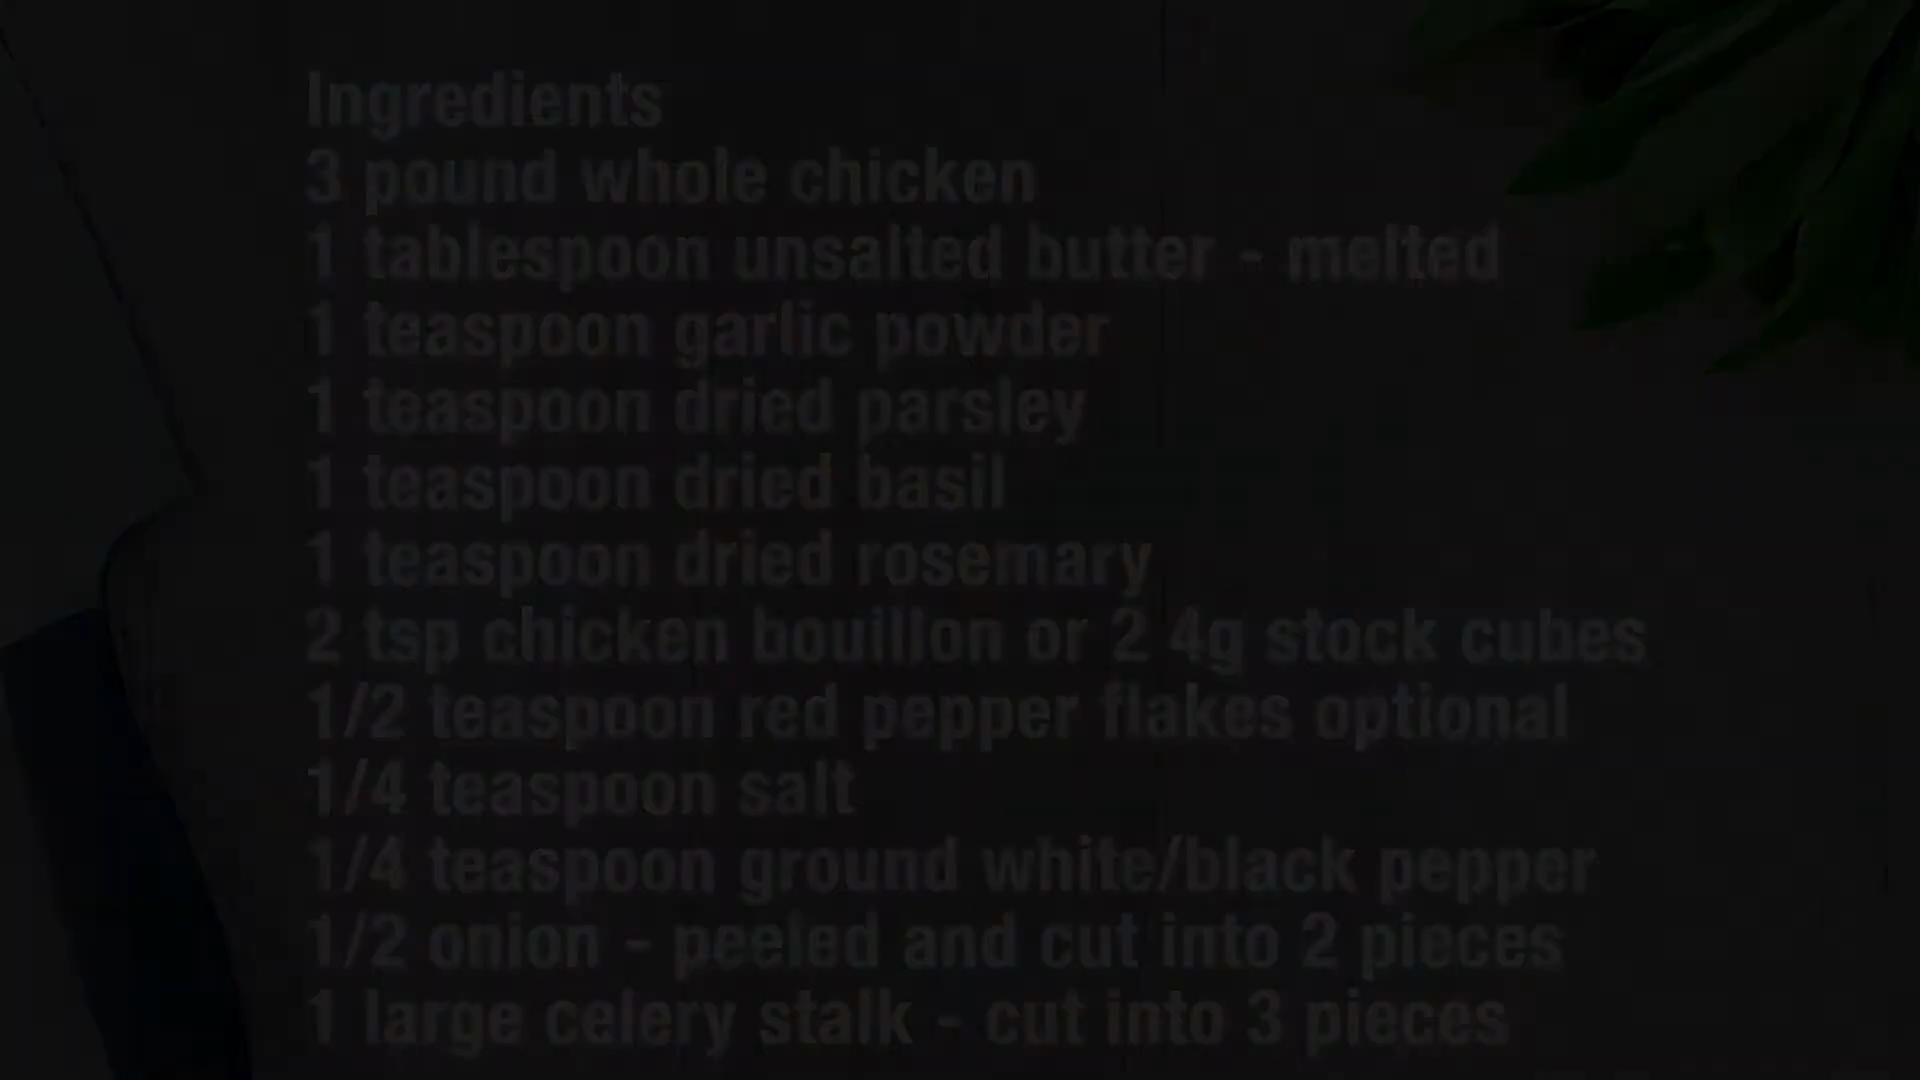 Ingredients
3 pound whole chicken
1 tablespoon unsalted butter - melted
1 teaspoon garlic powder
1 teaspoon dried parsley
1 teaspoon dried basil
1 teaspoon dried rosemary
2 tsp chicken bouillon or 2 4g stock cubes
1/2 teaspoon red pepper flakes optional
1/4 teaspoon salt
1/4 teaspoon ground white/black pepper
1/2 onion - peeled and cut into 2 pieces
1 large celery stalk - cut into 3 pieces